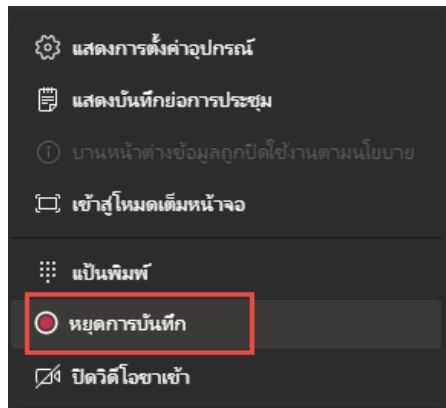 แสดงการตั้งค่าอุปกรณ์
แสดงบันทึกย่อการประชุม
บานหน้าต่างข้อมูลถูกปิดใช้งานตามนโยบาย
เข้าสู่โหมดเต็มหน้าจอ
แป้นพิมพ์
หยุดการบันทึก
ปิดวิดีโอขาเข้า